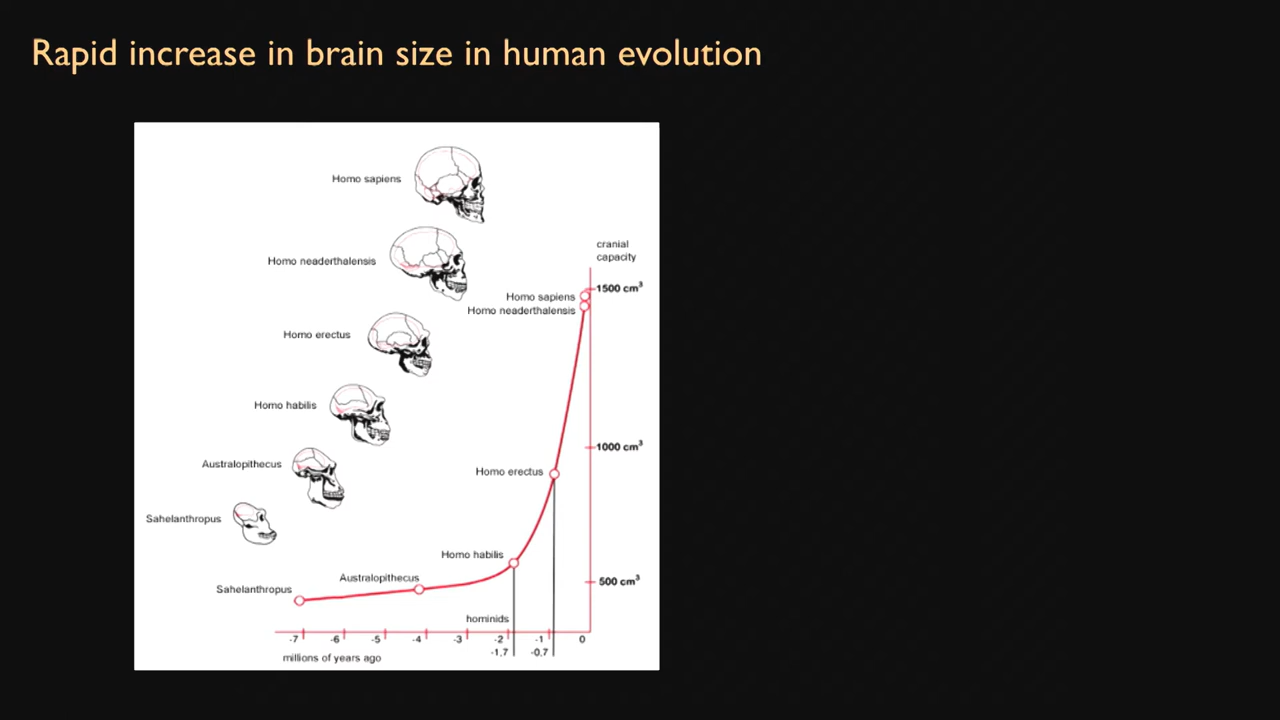 Rapid increase in brain size in human evolution
Homo sapiens
Homo neaderthalensis
Homo erectus
Homo habilis
Australopithecus
Sahelanthropus
cranial
capacity
1500 cm³
Homo sapiens
Homo neaderthalensis
1000 cm³
Homo erectus
Homo habilis
500 cm³
Australopithecus
Sahelanthropus
hominids
-7 -6 -5 -4 -3 -2 -1 0
-1,7 -0,7
millions of years ago